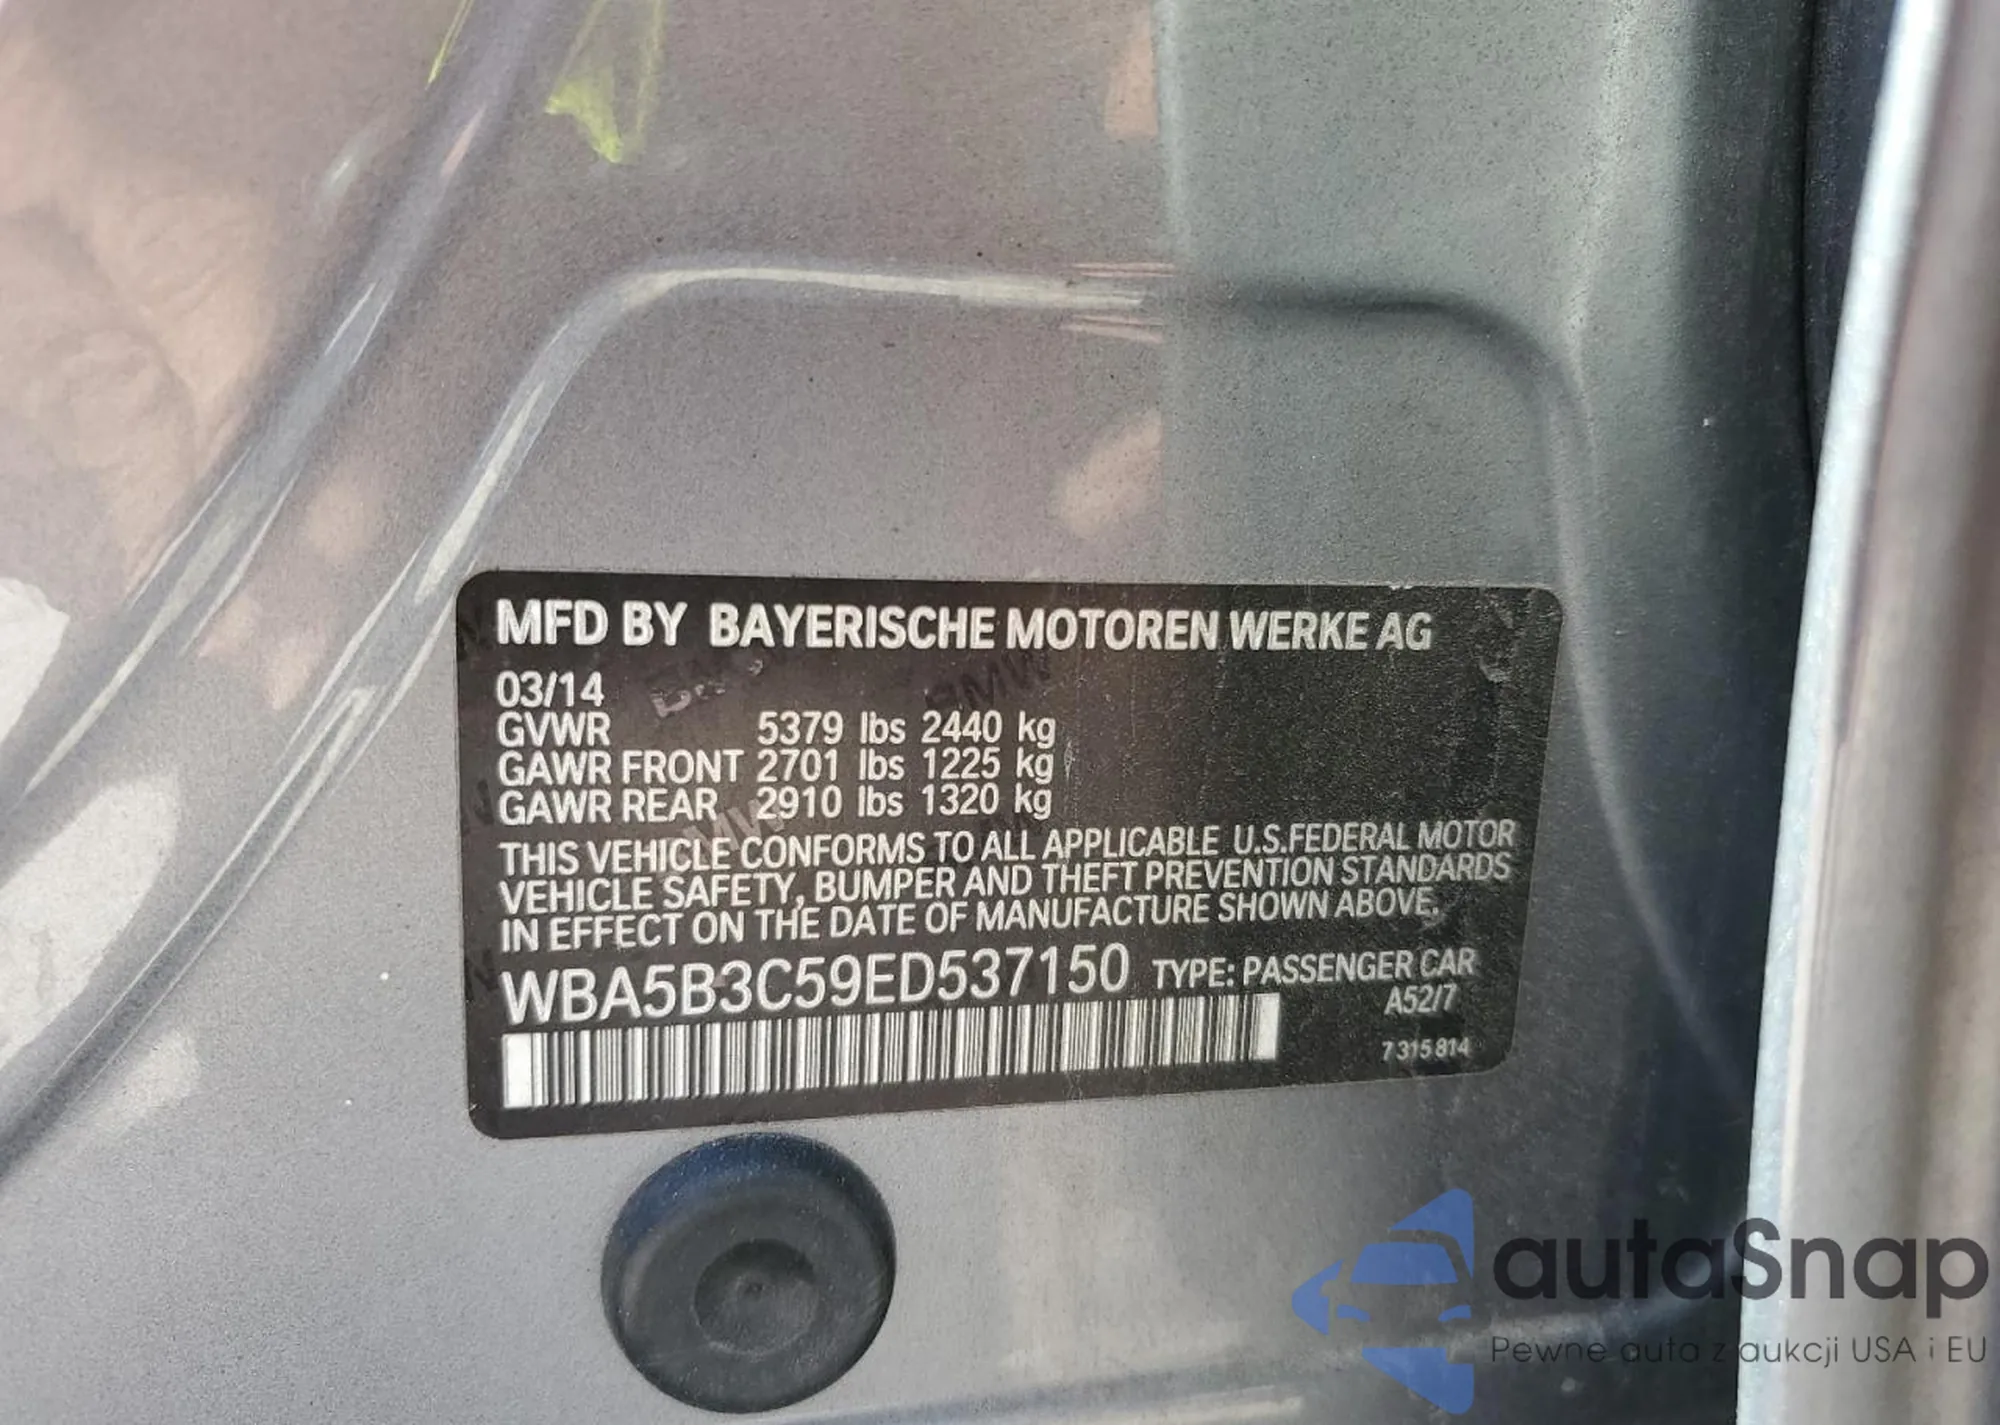 MFD BY BAYERISCHE MOTOREN WERKE AG
03/14
GVWR 5379 lbs 2440 kg
GAWR FRONT 2701 lbs 1225 kg
GAWR REAR 2910 lbs 1320 kg
THIS VEHICLE CONFORMS TO ALL APPLICABLE U.S.FEDERAL MOTOR
VEHICLE SAFETY, BUMPER AND THEFT PREVENTION STANDARDS
IN EFFECT ON THE DATE OF MANUFACTURE SHOWN ABOVE.
WBA5B3C59ED537150 TYPE: PASSENGER CAR
A52/7
7 315 814
BMW
BMW
BMW
autaSnap
Pewne auta z aukcji USA i EU